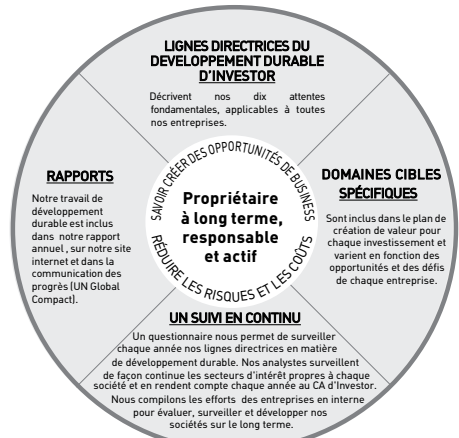 LIGNES DIRECTRICES DU
DEVELOPPEMENT DURABLE
D'INVESTOR
Décrivent nos dix attentes
fondamentales, applicables à toutes
nos entreprises.
RAPPORTS
Notre travail de
développement
durable est inclus
dans notre rapport
annuel , sur notre site
internet et dans la
communication des
progrès (UN Global
Compact).
SAVOIR CRÉER DES OPPORTUNITÉS DE BUSINESS
Propriétaire
à long terme,
responsable
et actif
RÉDUIRE LES RISQUES ET LES COÛTS
DOMAINES CIBLES
SPÉCIFIQUES
Sont inclus dans le plan de
création de valeur pour
chaque investissement et
varient en fonction des
opportunités et des défis
de chaque entreprise.
UN SUIVI EN CONTINU
Un questionnaire nous permet de surveiller
chaque année nos lignes directrices en matière
de développement durable. Nos analystes surveillent
de façon continue les secteurs d'intérêt propres à chaque
société et en rendent compte chaque année au CA d'Investor.
Nous compilons les efforts des entreprises en interne
pour évaluer, surveiller et développer nos
sociétés sur le long terme.